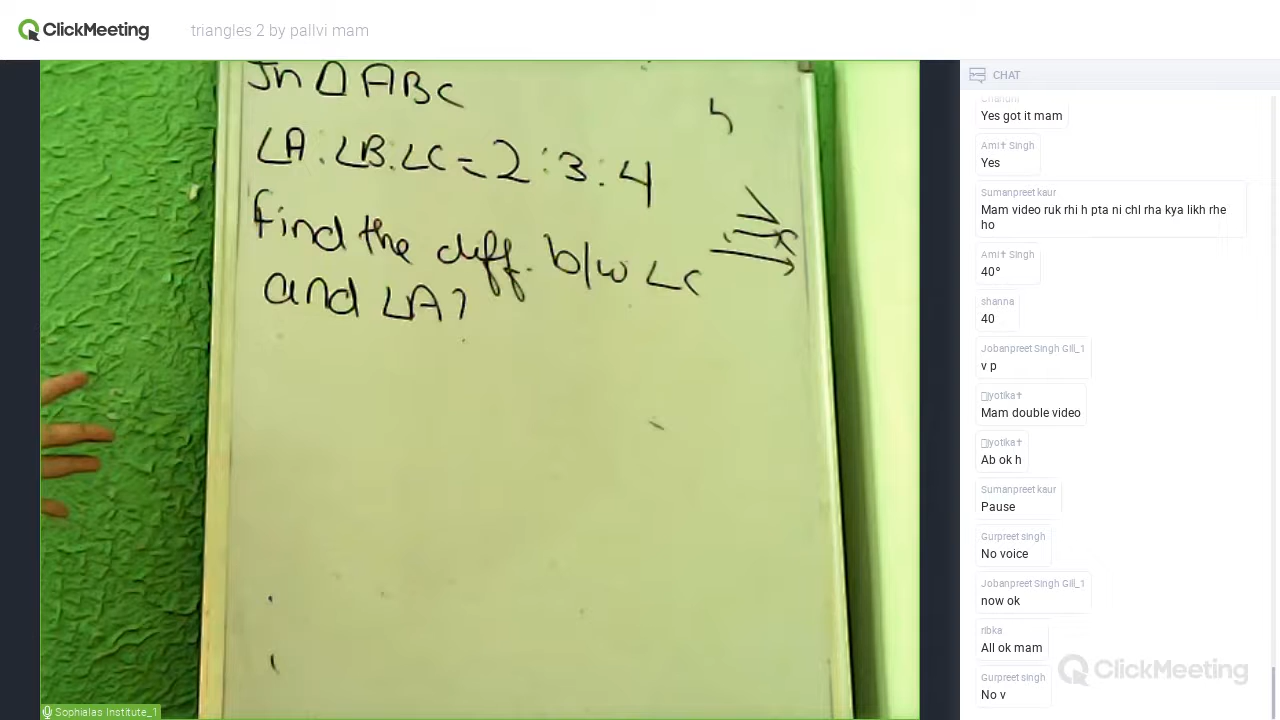 ClickMeeting
triangles 2 by pallvi mam
In △ ABC
∠A:∠B:∠C = 2:3:4
find the diff. b/w ∠C
and ∠A?
Sophialas Institute_1
CHAT
Yes got it mam
Ami✝ Singh
Yes
Sumanpreet kaur
Mam video ruk rhi h pta ni chl rha kya likh rhe
ho
Ami✝ Singh
40°
shanna
40
Jobanpreet Singh GIll_1
v p
jyotika✝
Mam double video
jyotika✝
Ab ok h
Sumanpreet kaur
Pause
Gurpreet singh
No voice
Jobanpreet Singh GIll_1
now ok
ribka
All ok mam
Gurpreet singh
No v
ClickMeeting